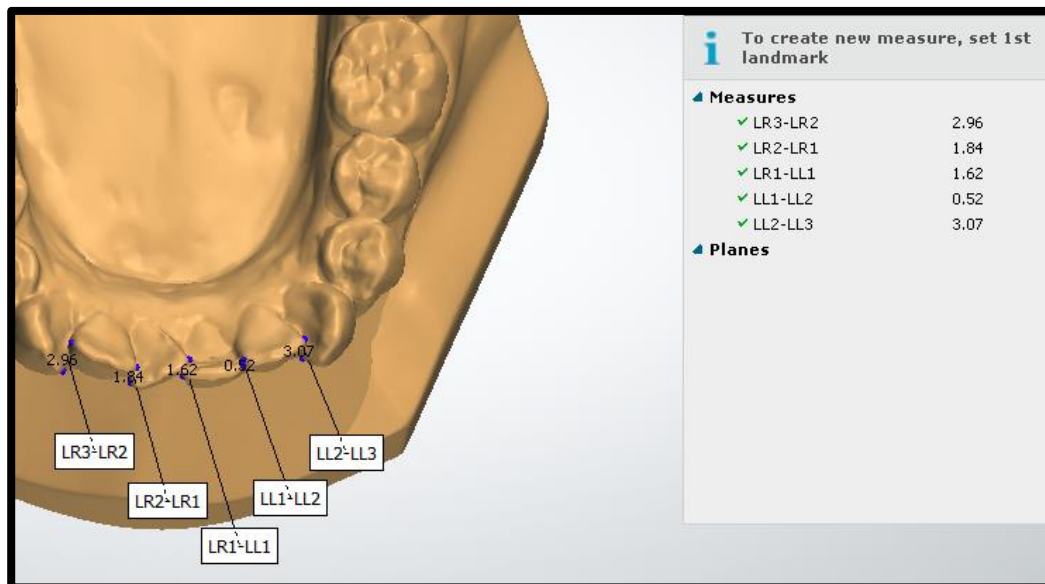 To create new measure, set 1st
landmark
Measures
LR3-LR2 2.96
LR2-LR1 1.84
LR1-LL1 1.62
LL1-LL2 0.52
LL2-LL3 3.07
Planes
2.96
1.84
1.62
0.52
3.07
LR3-LR2
LL2-LL3
LR2-LR1
LL1-LL2
LR1-LL1